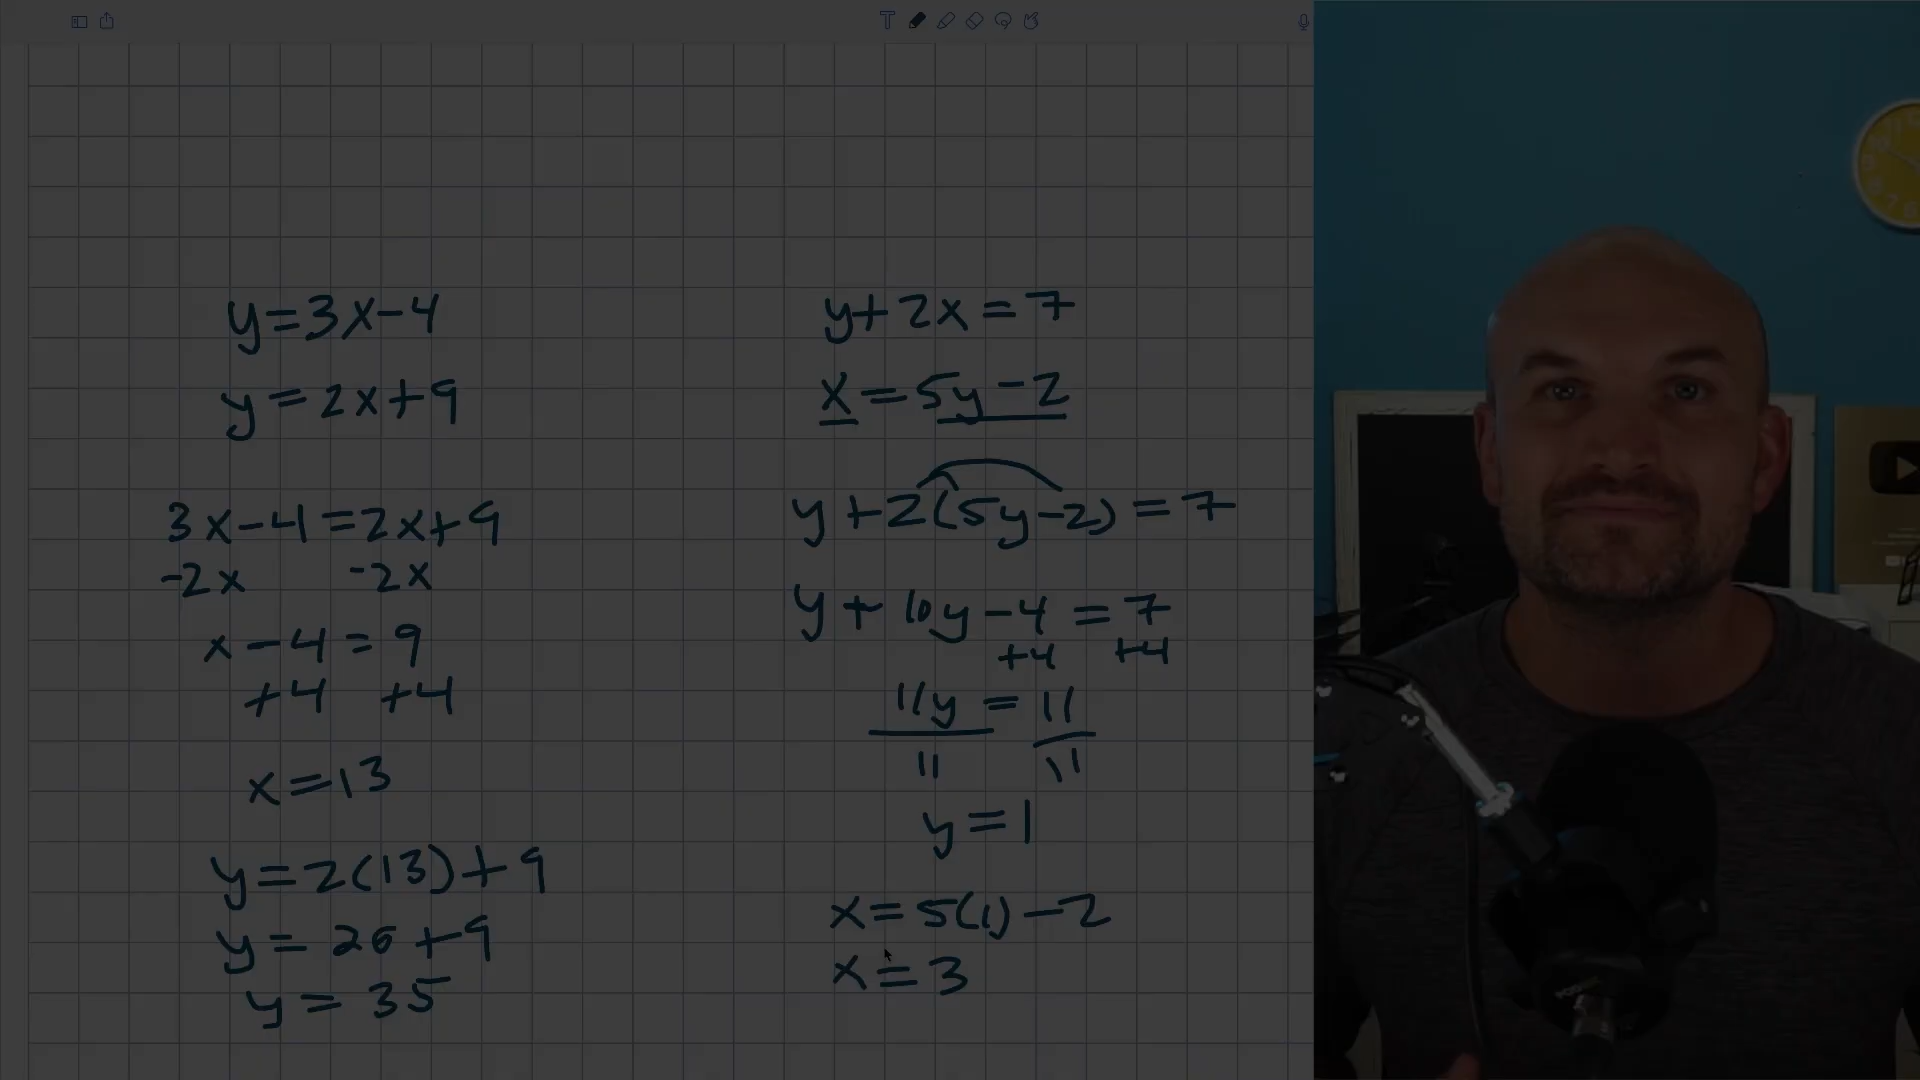 y=3x-4
y=2x+9
3x-4=2x+9
-2x -2x
x-4=9
+4 +4
x=13
y=2(13)+9
y=26+9
y=35
y+2x=7
x=5y-2
y+2(5y-2)=7
y+10y-4=7
+4 +4
11y=11
11 11
y=1
x=5(1)-2
x=3